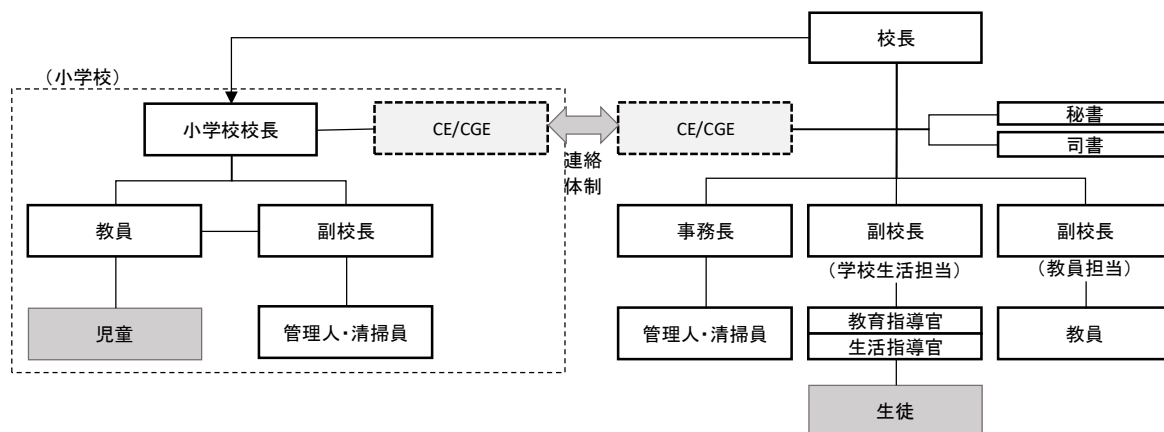 校長
(小学校)
小学校校長
CE/CGE
CE/CGE
秘書
司書
連絡
体制
教員
副校長
事務長
副校長
副校長
(学校生活担当)
(教員担当)
児童
管理人・清掃員
管理人・清掃員
教育指導官
生活指導官
教員
生徒